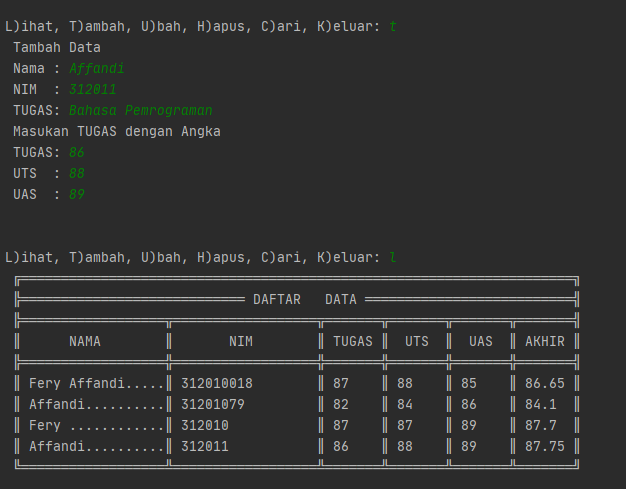 L)ihat, T)ambah, U)bah, H)apus, C)ari, K)eluar: t
Tambah Data
Nama : Affandi
NIM  : 312011
TUGAS: Bahasa Pemrograman
Masukan TUGAS dengan Angka
TUGAS: 86
UTS  : 88
UAS  : 89
L)ihat, T)ambah, U)bah, H)apus, C)ari, K)eluar: l
DAFTAR   DATA
NAMA NIM TUGAS UTS UAS AKHIR
Fery Affandi..... 312010018 87 88 85 86.65
Affandi.......... 31201079 82 84 86 84.1
Fery ............ 312010 87 87 89 87.7
Affandi.......... 312011 86 88 89 87.75